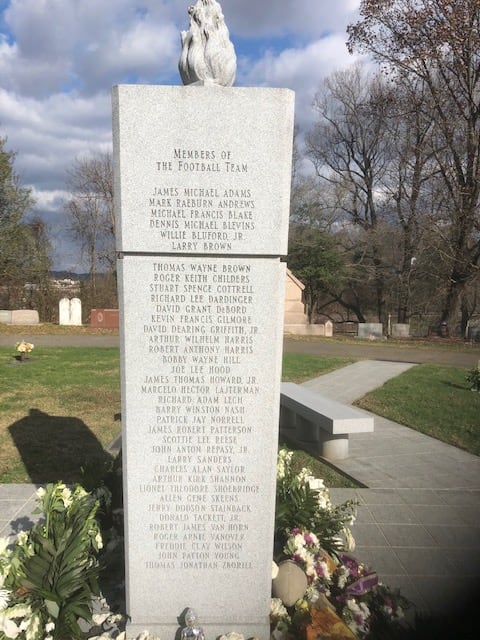 Members of
the Football Team
James Michael Adams
Mark Raeburn Andrews
Michael Francis Blake
Dennis Michael Blevins
Willie Bluford, Jr
Larry Brown
Thomas Wayne Brown
Roger Keith Childers
Stuart Spence Cottrell
Richard Lee Dardinger
David Grant DeBord
Kevin Francis Gilmore
David Dearing Griffith, Jr
Arthur Wilhelm Harris
Robert Anthony Harris
Bobby Wayne Hill
Joe Lee Hood
James Thomas Howard, Jr.
Marcelo Hector Lajterman
Richard Adam Lech
Barry Winston Nash
Patrick Jay Norrell
James Robert Patterson
Scottie Lee Reese
John Anton Repasy, Jr
Larry Sanders
Charles Alan Saylor
Arthur Kirk Shannon
Lionel Theodore Shoebridge
Allen Gene Skeens
Jerry Dodson Stainback
Donald Tackett, Jr.
Robert James Van Horn
Roger Arnie Vanover
Freddie Clay Wilson
John Patton Young
Thomas Jonathan Zborill